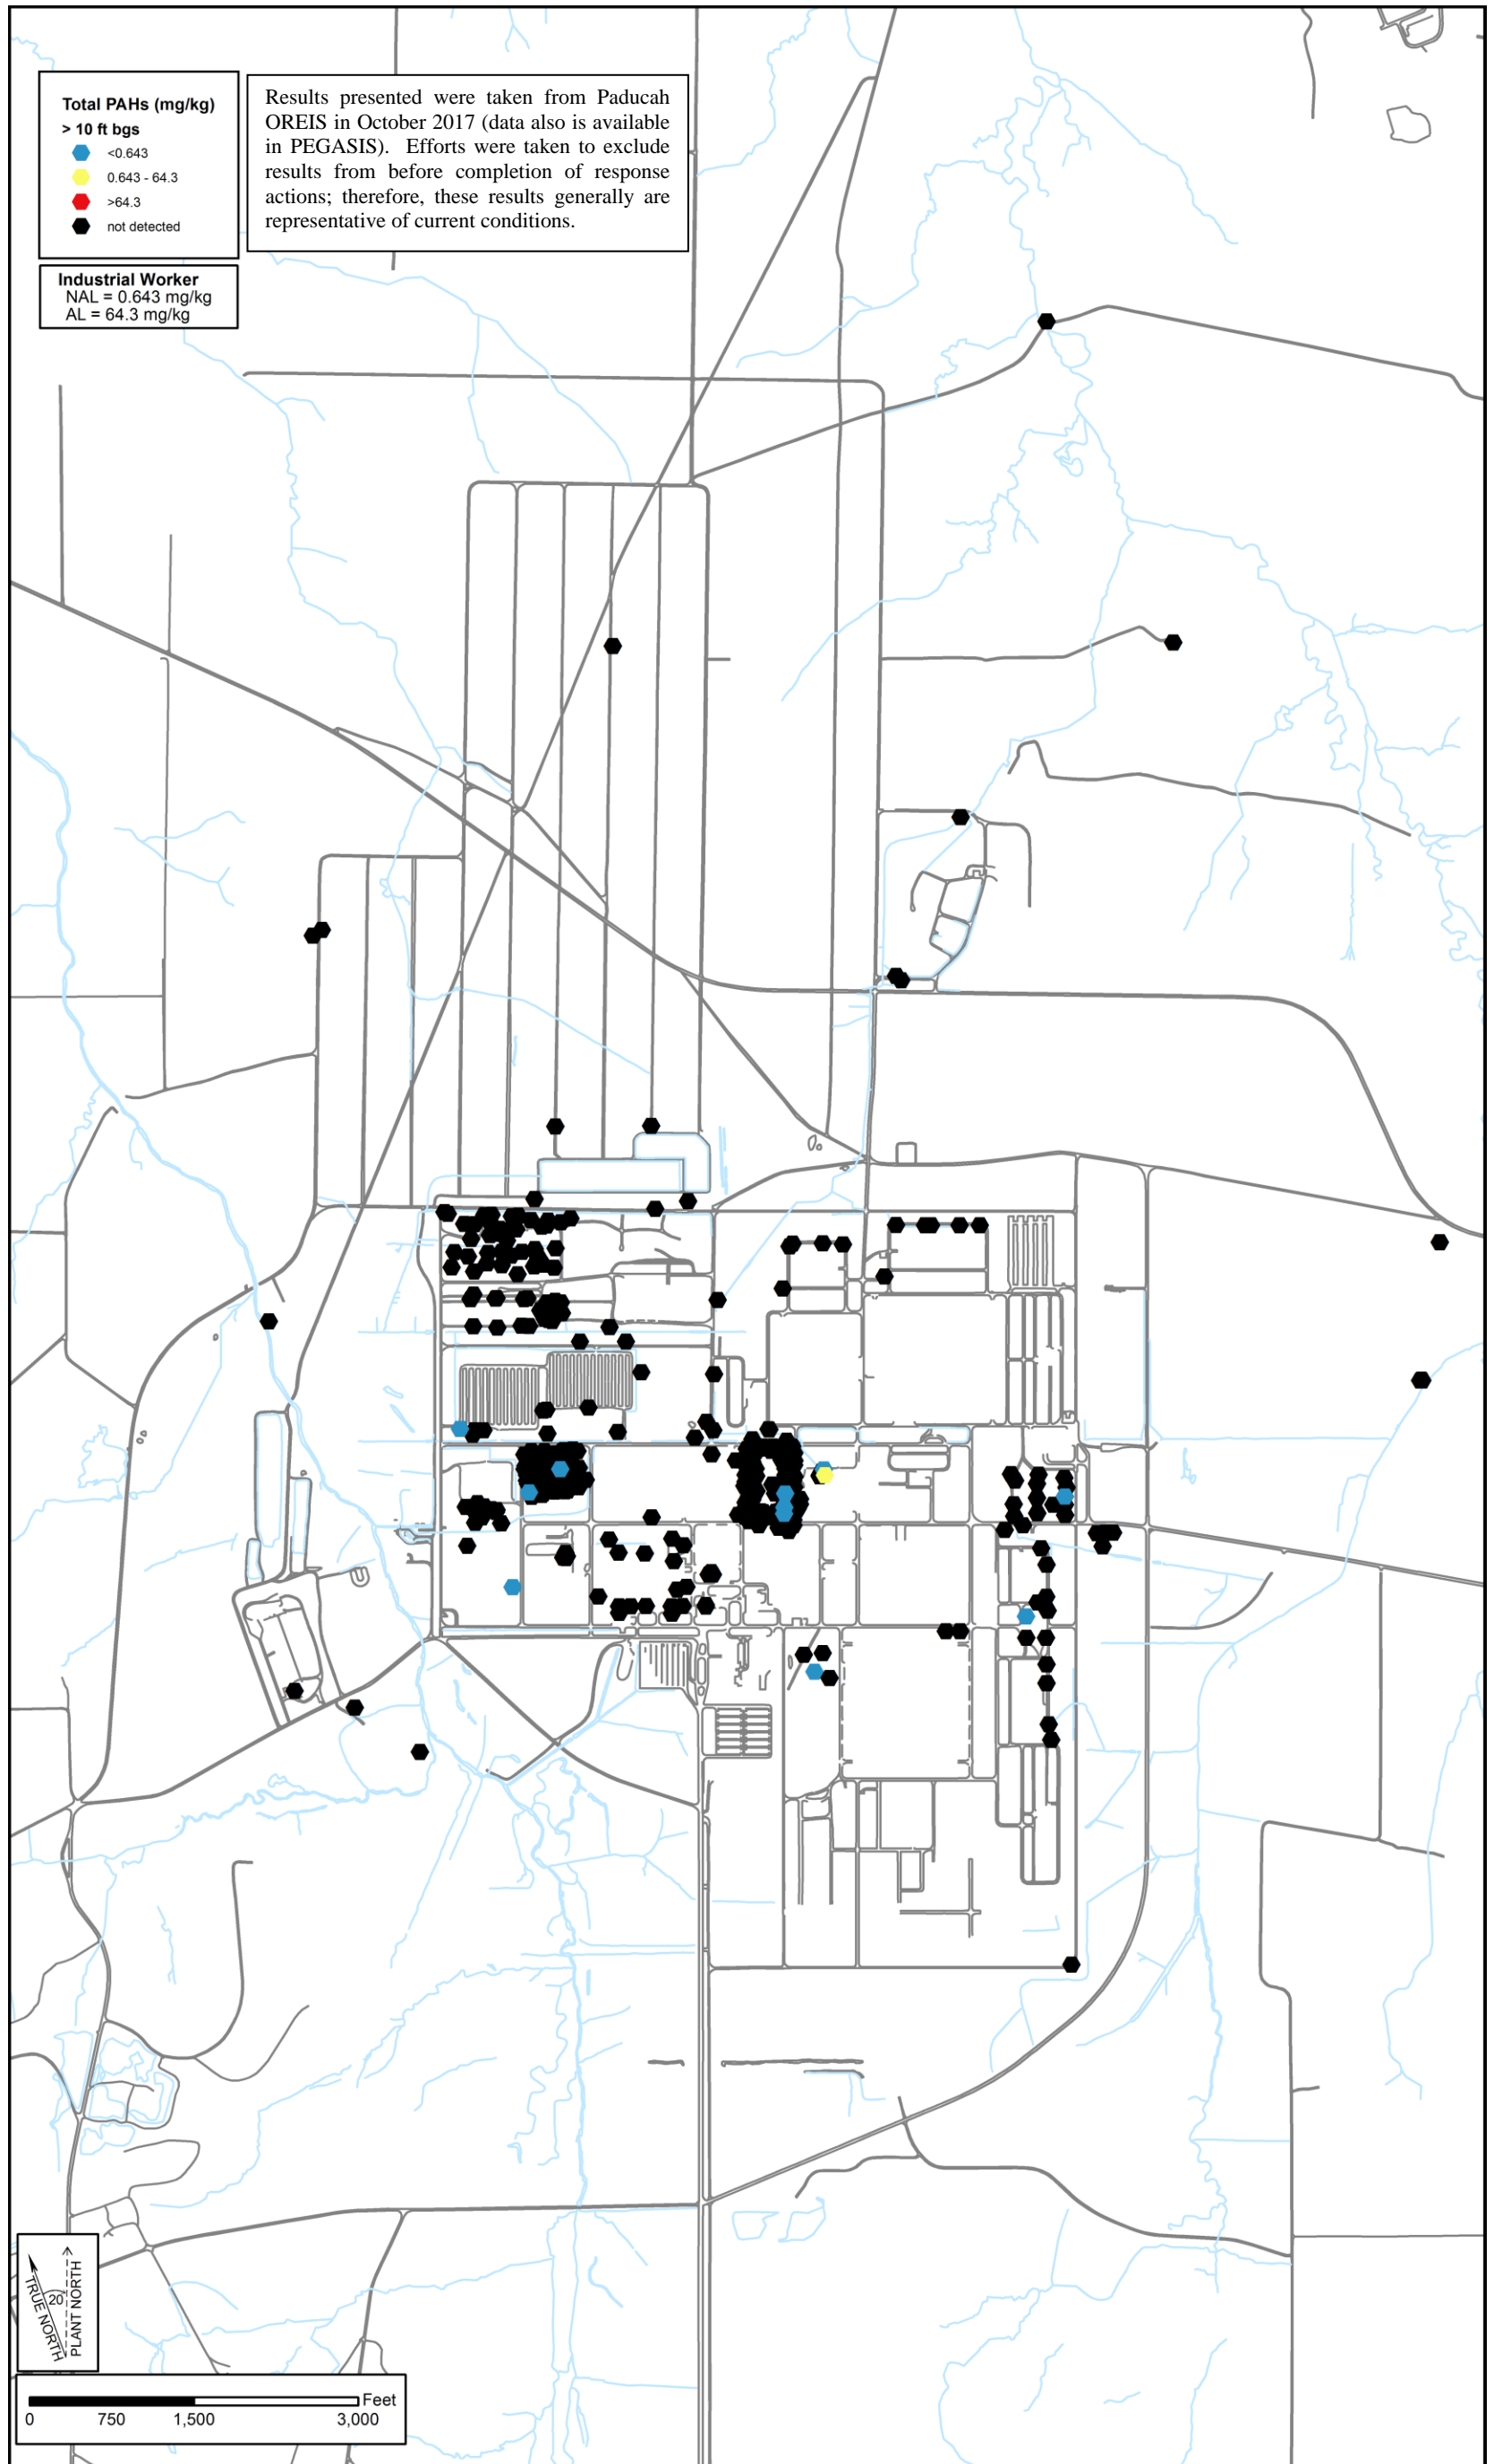 Total PAHs (mg/kg)
> 10 ft bgs
<0.643
0.643 - 64.3
>64.3
not detected
Industrial Worker
NAL = 0.643 mg/kg
AL = 64.3 mg/kg
Results presented were taken from Paducah
OREIS in October 2017 (data also is available
in PEGASIS). Efforts were taken to exclude
results from before completion of response
actions; therefore, these results generally are
representative of current conditions.
TRUE NORTH
20
PLANT NORTH
Feet
0 750 1,500 3,000